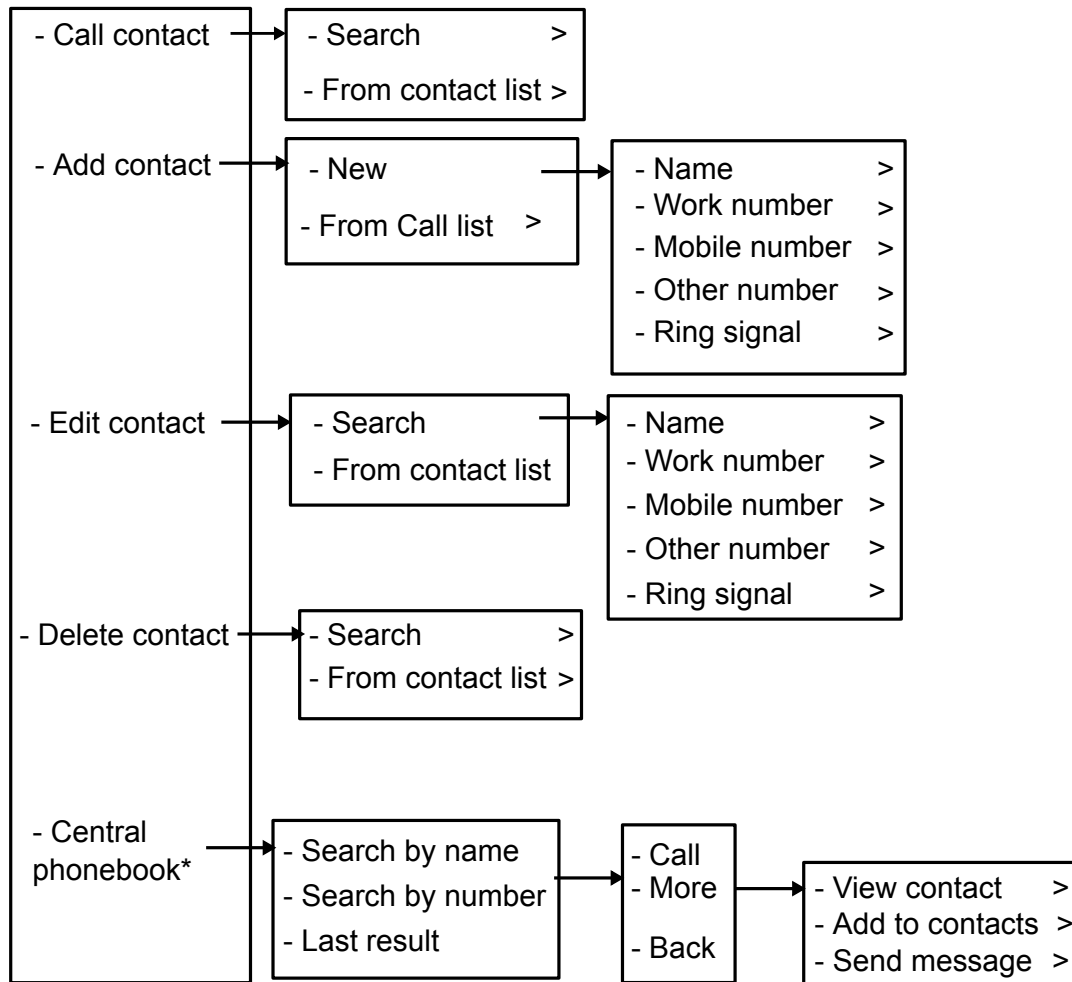 - Call contact
- Search >
- From contact list >
- Add contact
- New
- From Call list >
- Name >
- Work number >
- Mobile number >
- Other number >
- Ring signal >
- Edit contact
- Search
- From contact list
- Name >
- Work number >
- Mobile number >
- Other number >
- Ring signal >
- Delete contact
- Search >
- From contact list >
- Central
phonebook*
- Search by name
- Search by number
- Last result
- Call
- More
- Back
- View contact >
- Add to contacts >
- Send message >